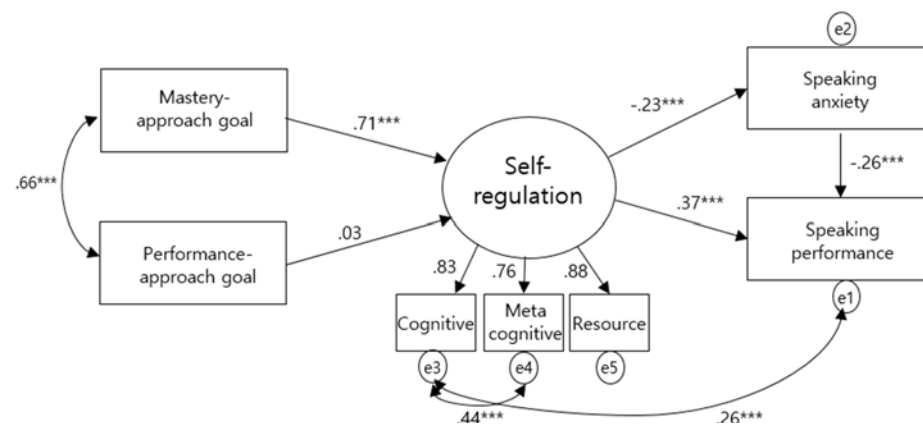 e2
Mastery-
approach goal
Speaking
anxiety
.71***
-.23***
Self-
regulation
.66***
-.26***
.37***
Performance-
approach goal
.03
Speaking
performance
.83
.76
.88
Cognitive
Meta
cognitive
Resource
e1
e3
e4
e5
.44***
.26***